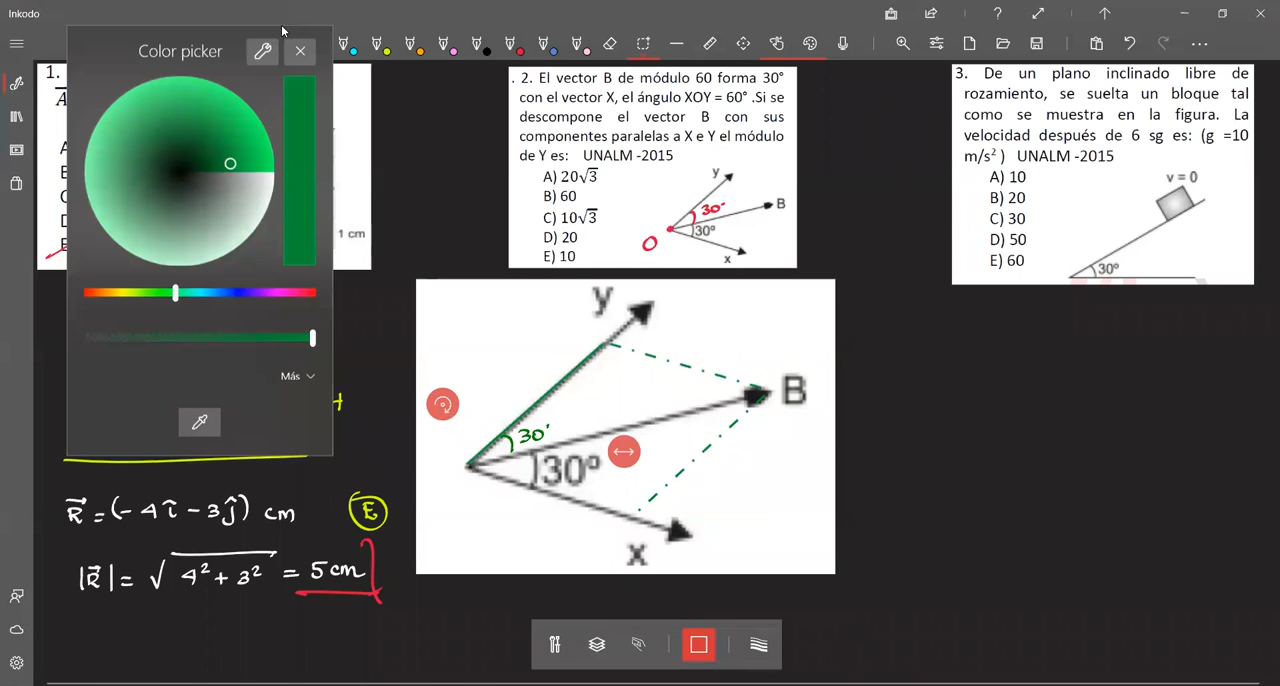 Inkodo
Color picker
Más
1.
A
A
E
C
D
E
1 cm
. 2. El vector B de módulo 60 forma 30°
con el vector X, el ángulo XOY = 60° .Si se
descompone el vector B con sus
componentes paralelas a X e Y el módulo
de Y es: UNALM -2015
A) 20√3
B) 60
C) 10√3
D) 20
E) 10
y
B
30°
30°
O
x
3. De un plano inclinado libre de
rozamiento, se suelta un bloque tal
como se muestra en la figura. La
velocidad después de 6 sg es: (g =10
m/s² ) UNALM -2015
A) 10
B) 20
C) 30
D) 50
E) 60
v = 0
30º
y
B
30°
30º
x
R⃗ = (- 4î - 3ĵ) cm
E
|R⃗| = √4² + 3² = 5 cm